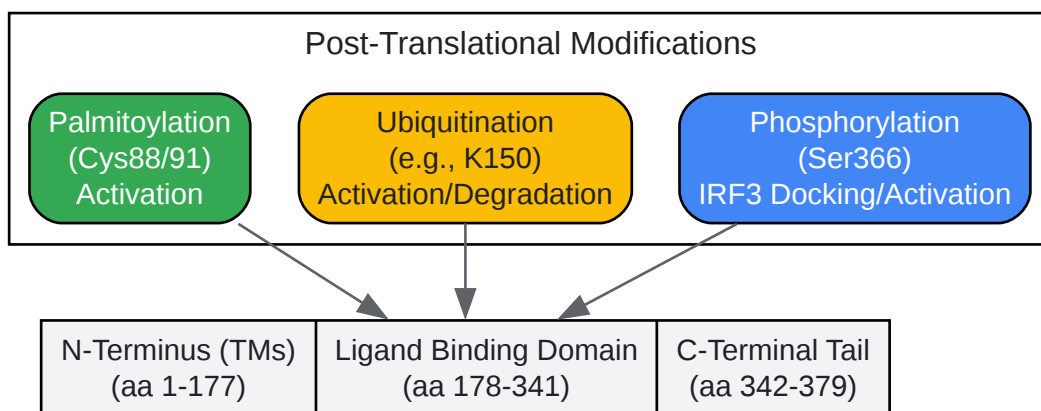 Post-Translational Modifications
Palmitoylation
(Cys88/91)
Activation
Ubiquitination
(e.g., K150)
Activation/Degradation
Phosphorylation
(Ser366)
IRF3 Docking/Activation
N-Terminus (TMs)
(aa 1-177)
Ligand Binding Domain
(aa 178-341)
C-Terminal Tail
(aa 342-379)